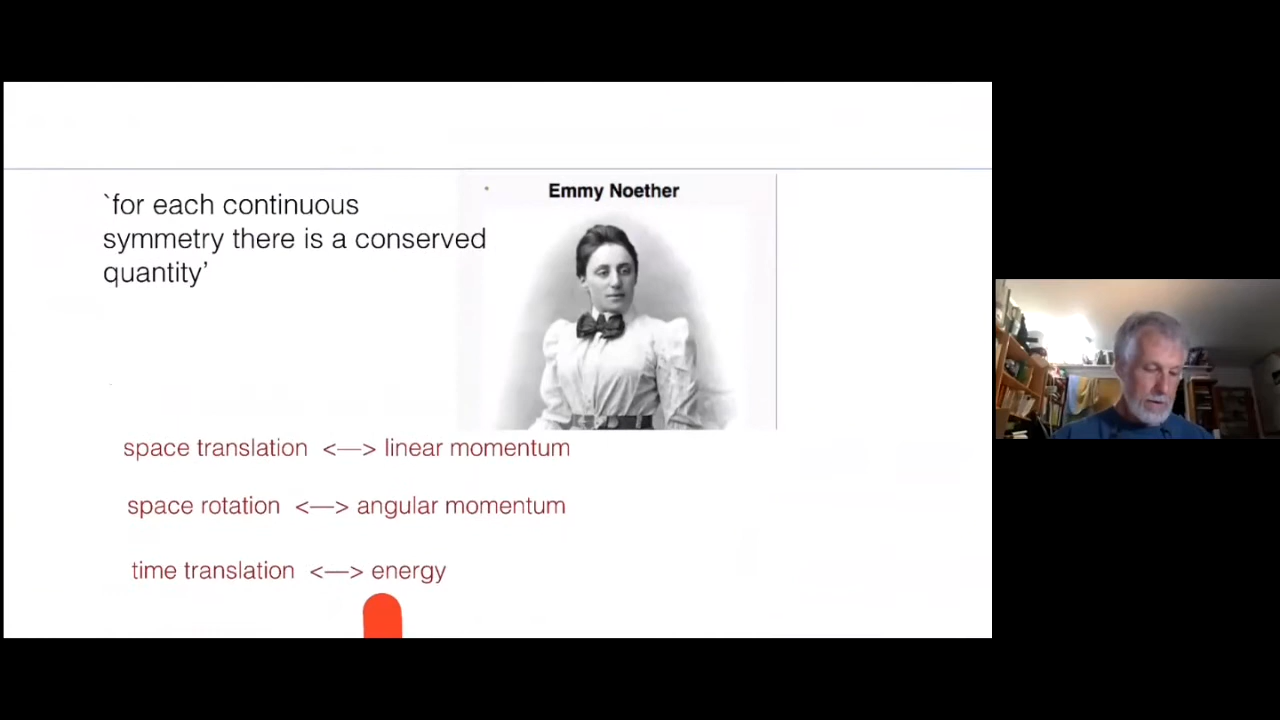 `for each continuous
symmetry there is a conserved
quantity’
Emmy Noether
space translation <—> linear momentum
space rotation <—> angular momentum
time translation <—> energy